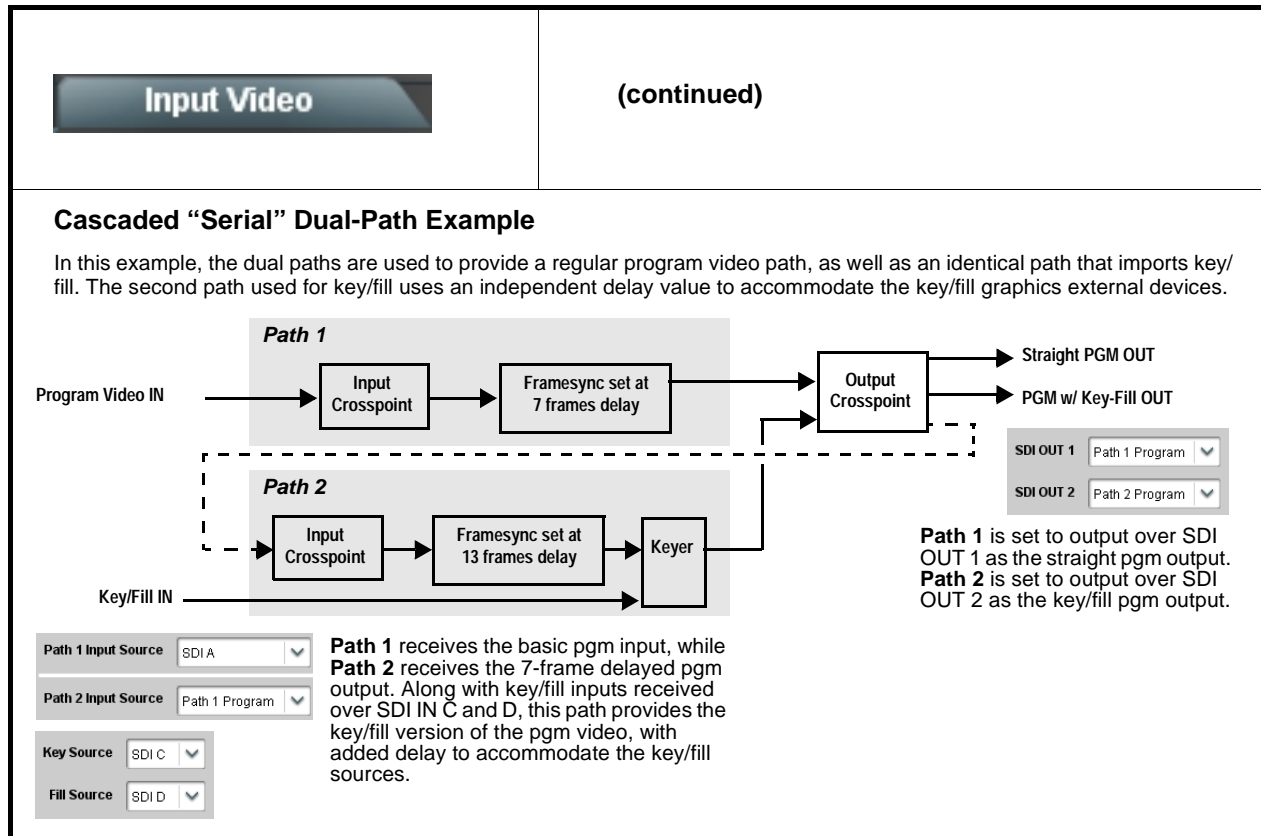 Input Video
(continued)
Cascaded “Serial” Dual-Path Example
In this example, the dual paths are used to provide a regular program video path, as well as an identical path that imports key/
fill. The second path used for key/fill uses an independent delay value to accommodate the key/fill graphics external devices.
Path 1
Program Video IN
Input
Crosspoint
Framesync set at
7 frames delay
Output
Crosspoint
Straight PGM OUT
PGM w/ Key-Fill OUT
SDI OUT 1 Path 1 Program
SDI OUT 2 Path 2 Program
Path 2
Input
Crosspoint
Framesync set at
13 frames delay
Keyer
Key/Fill IN
Path 1 is set to output over SDI
OUT 1 as the straight pgm output.
Path 2 is set to output over SDI
OUT 2 as the key/fill pgm output.
Path 1 Input Source SDI A
Path 2 Input Source Path 1 Program
Key Source SDI C
Fill Source SDI D
Path 1 receives the basic pgm input, while
Path 2 receives the 7-frame delayed pgm
output. Along with key/fill inputs received
over SDI IN C and D, this path provides the
key/fill version of the pgm video, with
added delay to accommodate the key/fill
sources.